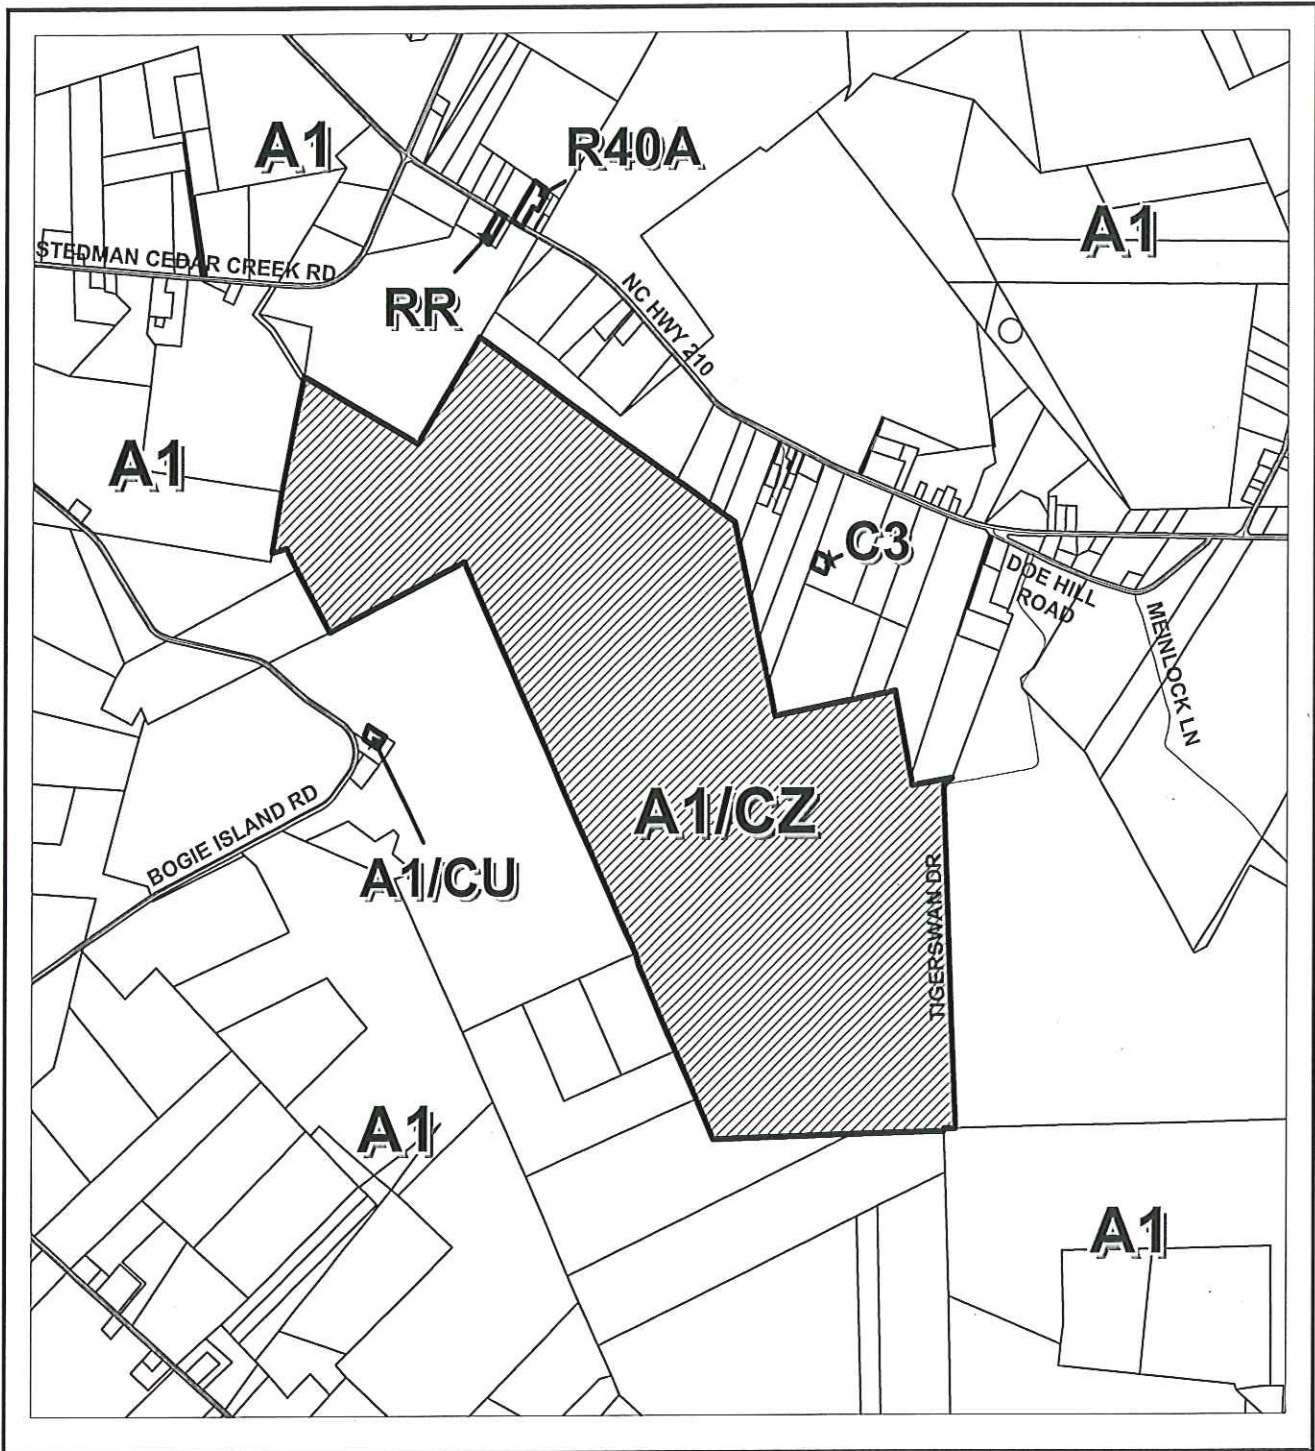 A1
R40A
A1
STEDMAN CEDAR CREEK RD
RR
NC HWY 210
A1
C3
DOE HILL
ROAD
MEINLOCK LN
A1/CZ
BOGIE ISLAND RD
A1/CU
TIGERSWAN DR
A1
A1